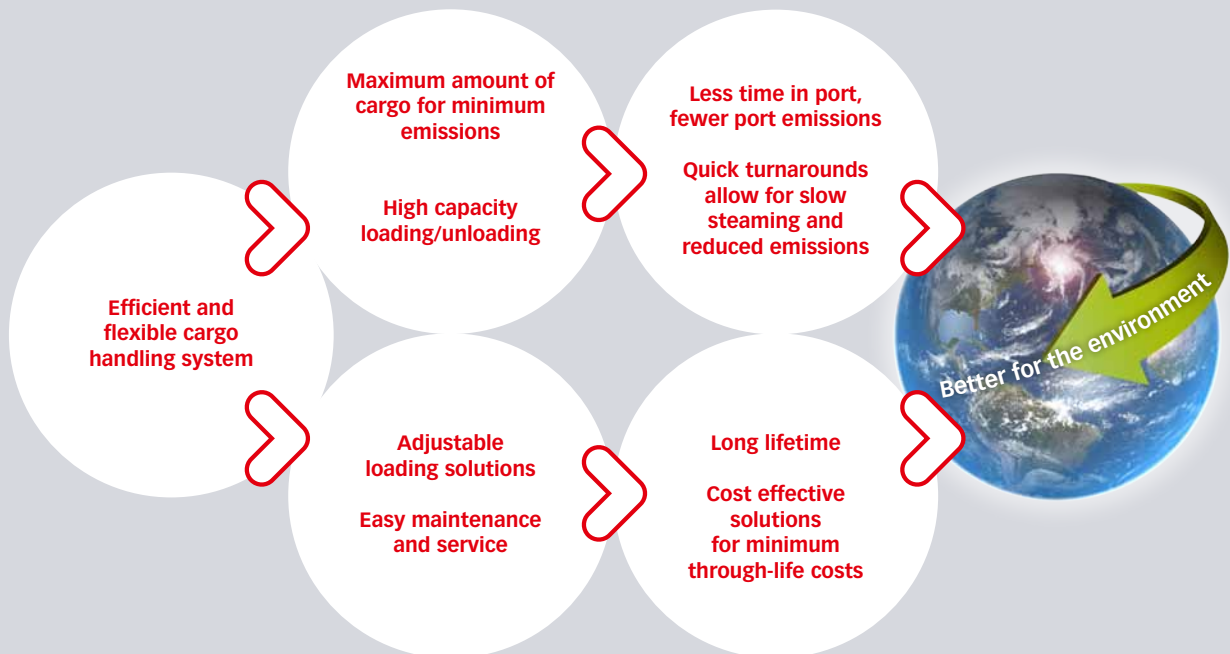 Efficient and
flexible cargo
handling system
Maximum amount of
cargo for minimum
emissions
High capacity
loading/unloading
Less time in port,
fewer port emissions
Quick turnarounds
allow for slow
steaming and
reduced emissions
Adjustable
loading solutions
Easy maintenance
and service
Long lifetime
Cost effective
solutions
for minimum
through-life costs
Better for the environment